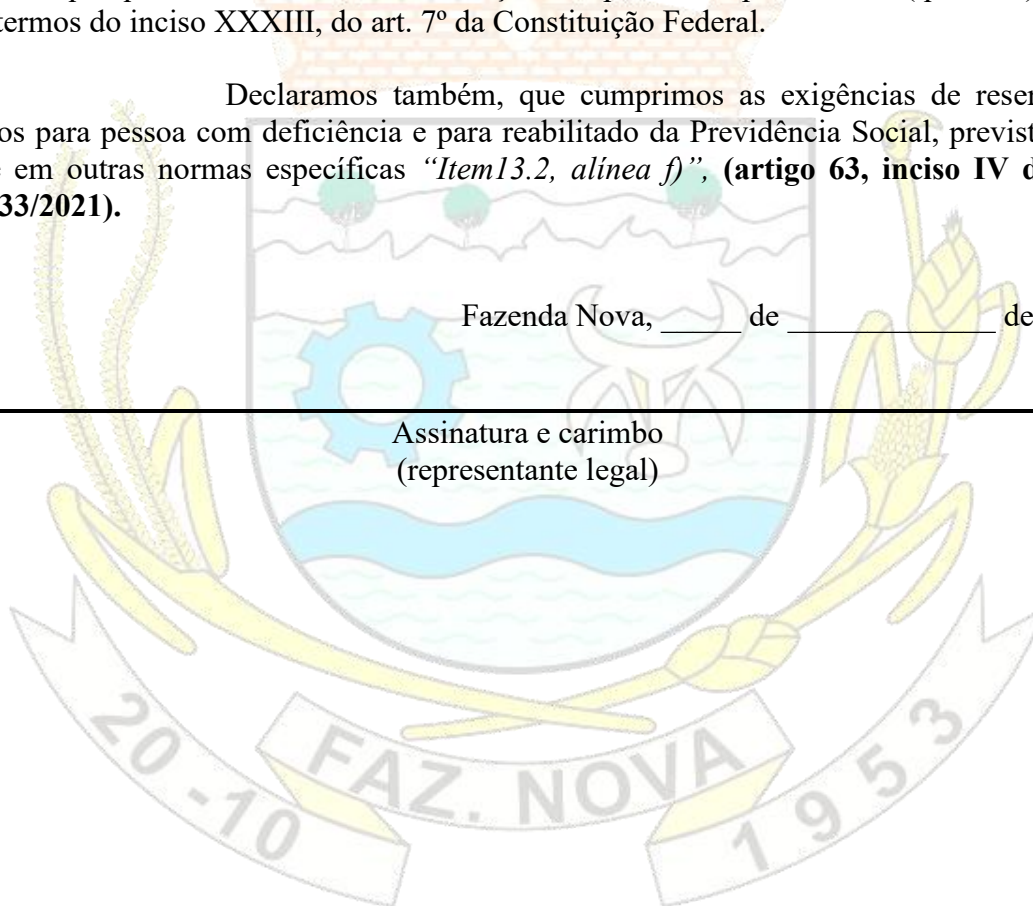 termos do inciso XXXIII, do art. 7º da Constituição Federal.
Declaramos também, que cumprimos as exigências de reser
os para pessoa com deficiência e para reabilitado da Previdência Social, previst
e em outras normas específicas “Item13.2, alínea f)”, (artigo 63, inciso IV d
33/2021).
Fazenda Nova, _____ de _____________ de
Assinatura e carimbo
(representante legal)
20 -10
FAZ. NOVA
1953